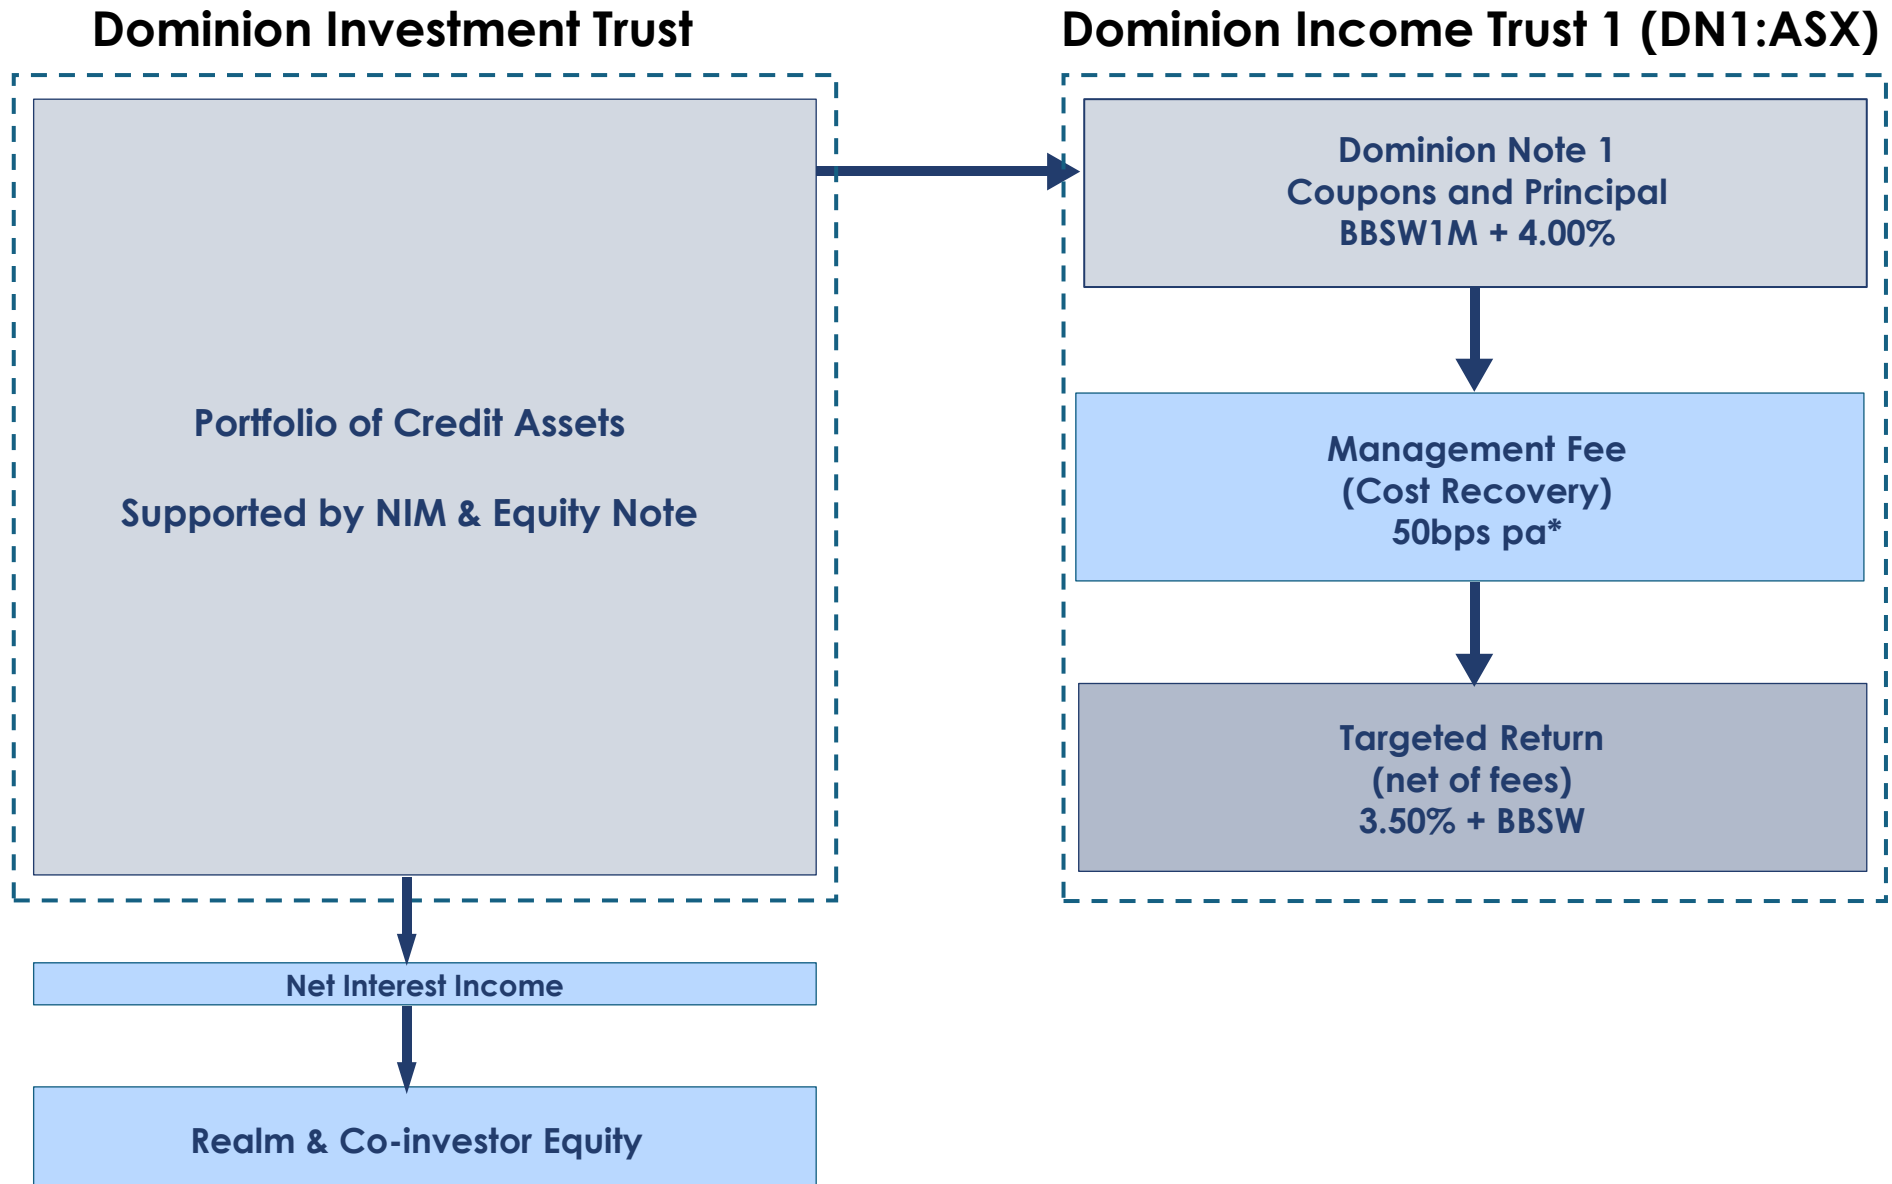 Dominion Investment Trust
Portfolio of Credit Assets
Supported by NIM & Equity Note
Net Interest Income
Realm & Co-investor Equity
Dominion Income Trust 1 (DN1:ASX)
Dominion Note 1
Coupons and Principal
BBSW1M + 4.00%
Management Fee
(Cost Recovery)
50bps pa*
Targeted Return
(net of fees)
3.50% + BBSW